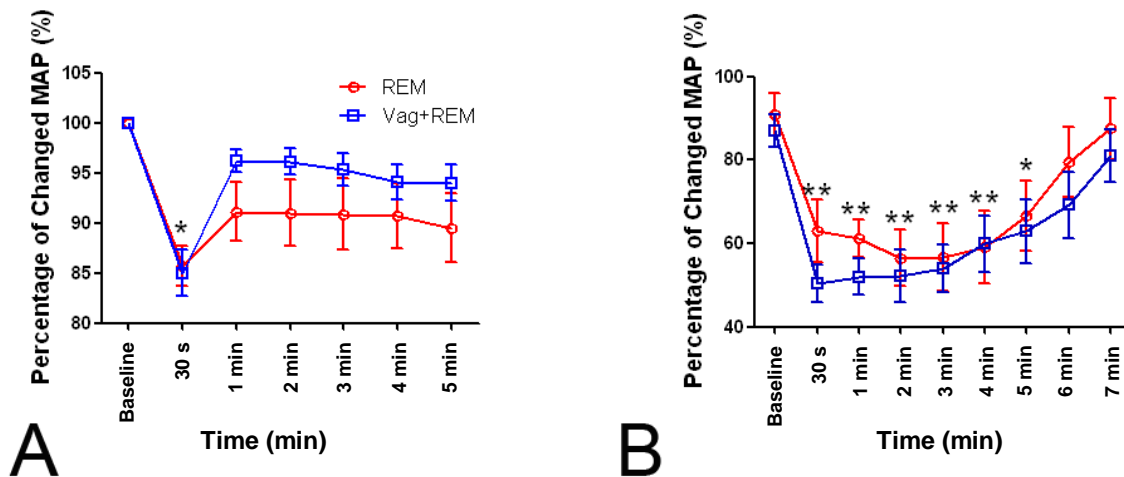 Percentage of Changed MAP (%)
105
100
95
90
85
80
REM
Vag+REM
*
Baseline
30 s
1 min
2 min
3 min
4 min
5 min
Time (min)
A
Percentage of Changed MAP (%)
100
80
60
40
**
**
**
**
**
*
Baseline
30 s
1 min
2 min
3 min
4 min
5 min
6 min
7 min
Time (min)
B